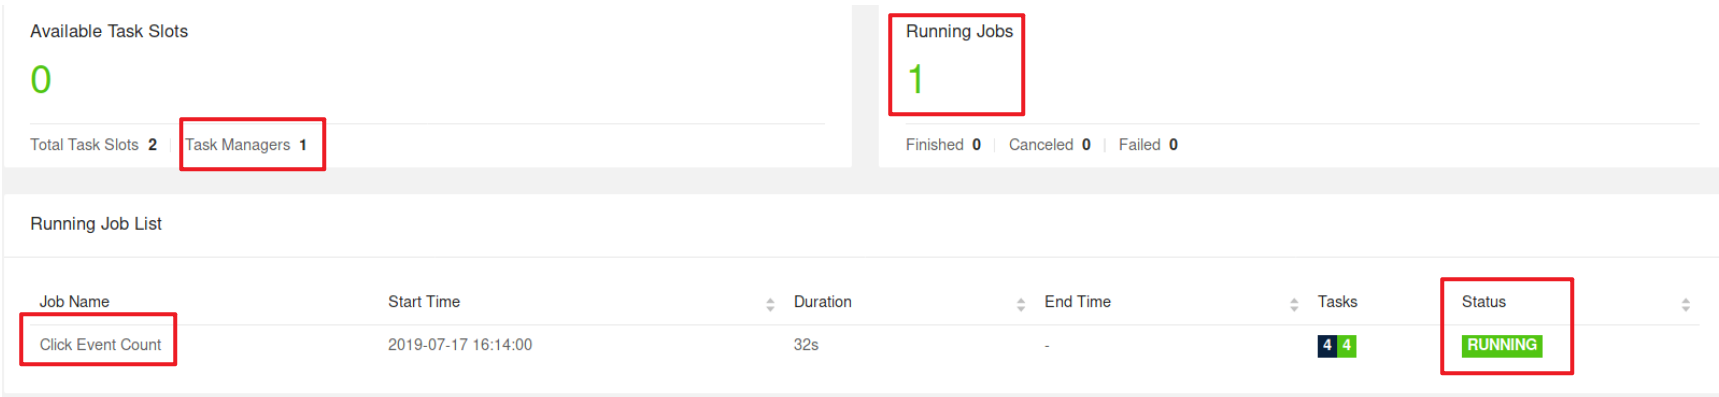 Available Task Slots
0
Total Task Slots 2 Task Managers 1
Running Jobs
1
Finished 0 Canceled 0 Failed 0
Running Job List
Job Name Start Time Duration End Time Tasks Status
Click Event Count 2019-07-17 16:14:00 32s - 4 4 RUNNING